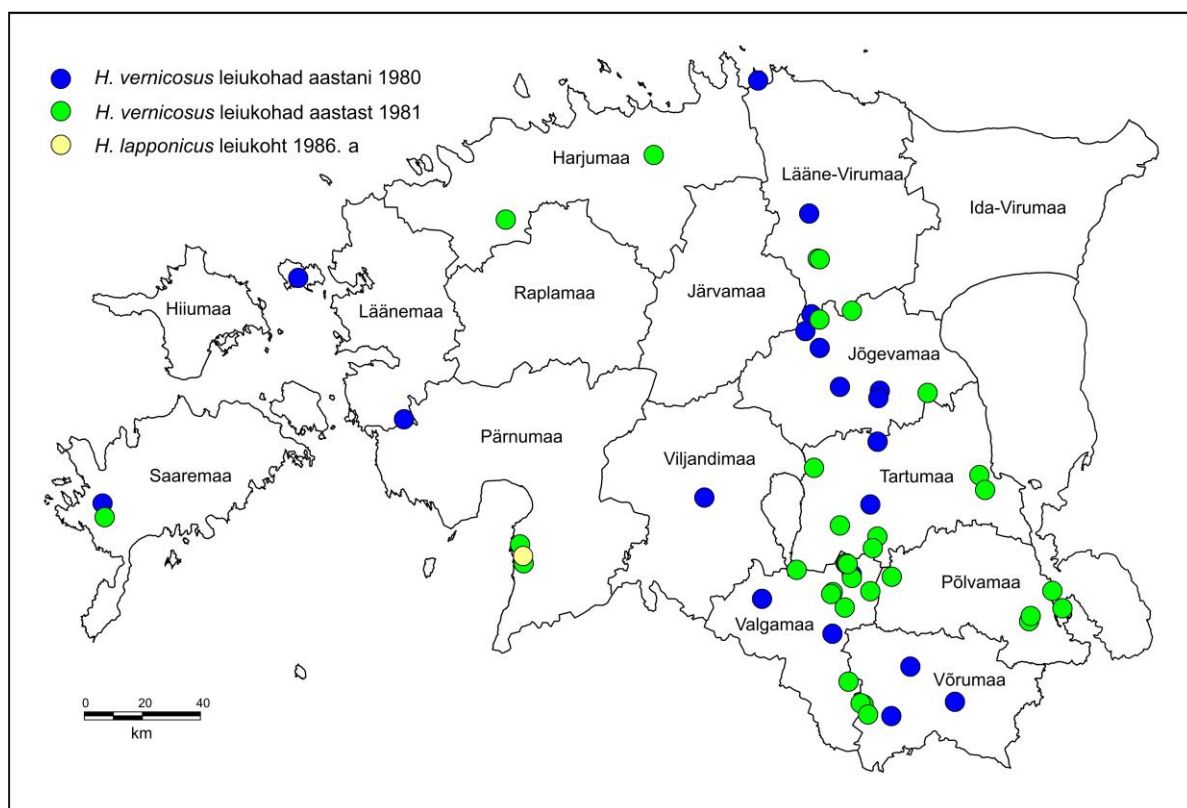 H. vernicosus leiukohad aastani 1980
H. vernicosus leiukohad aastast 1981
H. lapponicus leiukoht 1986. a
Harjumaa
Lääne-Virumaa
Ida-Virumaa
Hiiumaa
Läänemaa
Raplamaa
Järvamaa
Jõgevamaa
Saaremaa
Pärnumaa
Viljandimaa
Tartumaa
Põlvamaa
Valgamaa
Võrumaa
0 20 40
km